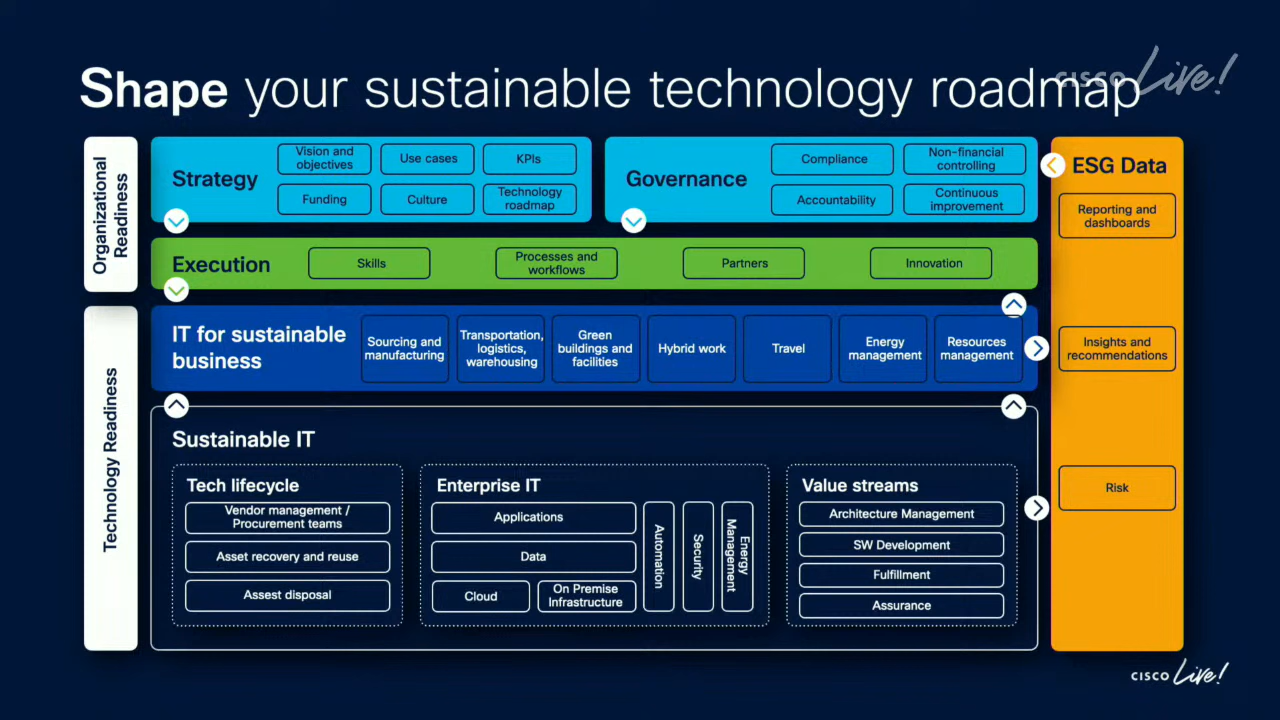 Shape your sustainable technology roadmap
CISCO Live!
Organizational
Readiness
Strategy
Vision and
objectives
Use cases
KPIs
Funding
Culture
Technology
roadmap
Governance
Compliance
Non-financial
controlling
Accountability
Continuous
improvement
ESG Data
Reporting and
dashboards
Insights and
recommendations
Risk
Execution
Skills
Processes and
workflows
Partners
Innovation
Technology Readiness
IT for sustainable
business
Sourcing and
manufacturing
Transportation,
logistics,
warehousing
Green
buildings and
facilities
Hybrid work
Travel
Energy
management
Resources
management
Sustainable IT
Tech lifecycle
Vendor management /
Procurement teams
Asset recovery and reuse
Assest disposal
Enterprise IT
Applications
Data
Cloud
On Premise
Infrastructure
Automation
Security
Energy
Management
Value streams
Architecture Management
SW Development
Fulfillment
Assurance
CISCO Live!